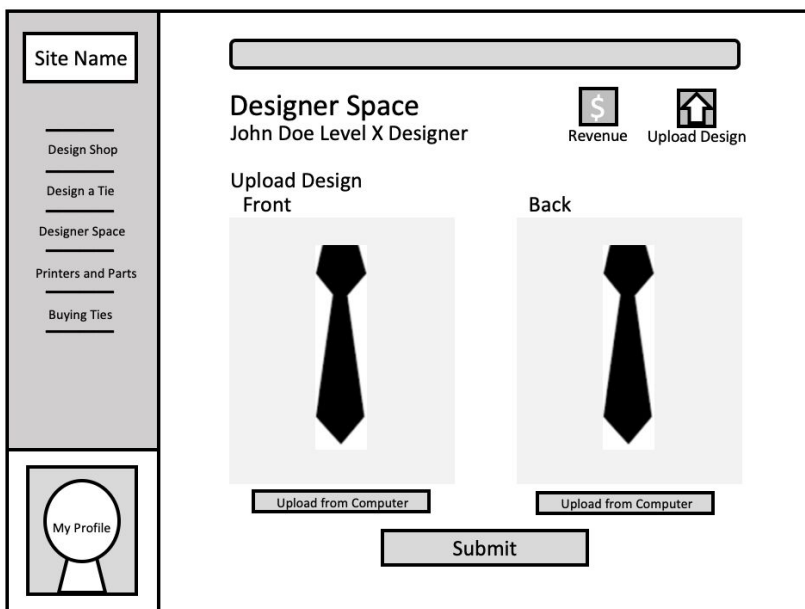 Site Name
Design Shop
Design a Tie
Designer Space
Printers and Parts
Buying Ties
My Profile
Designer Space
John Doe Level X Designer
$
Revenue
Upload Design
Upload Design
Front
Back
Upload from Computer
Upload from Computer
Submit